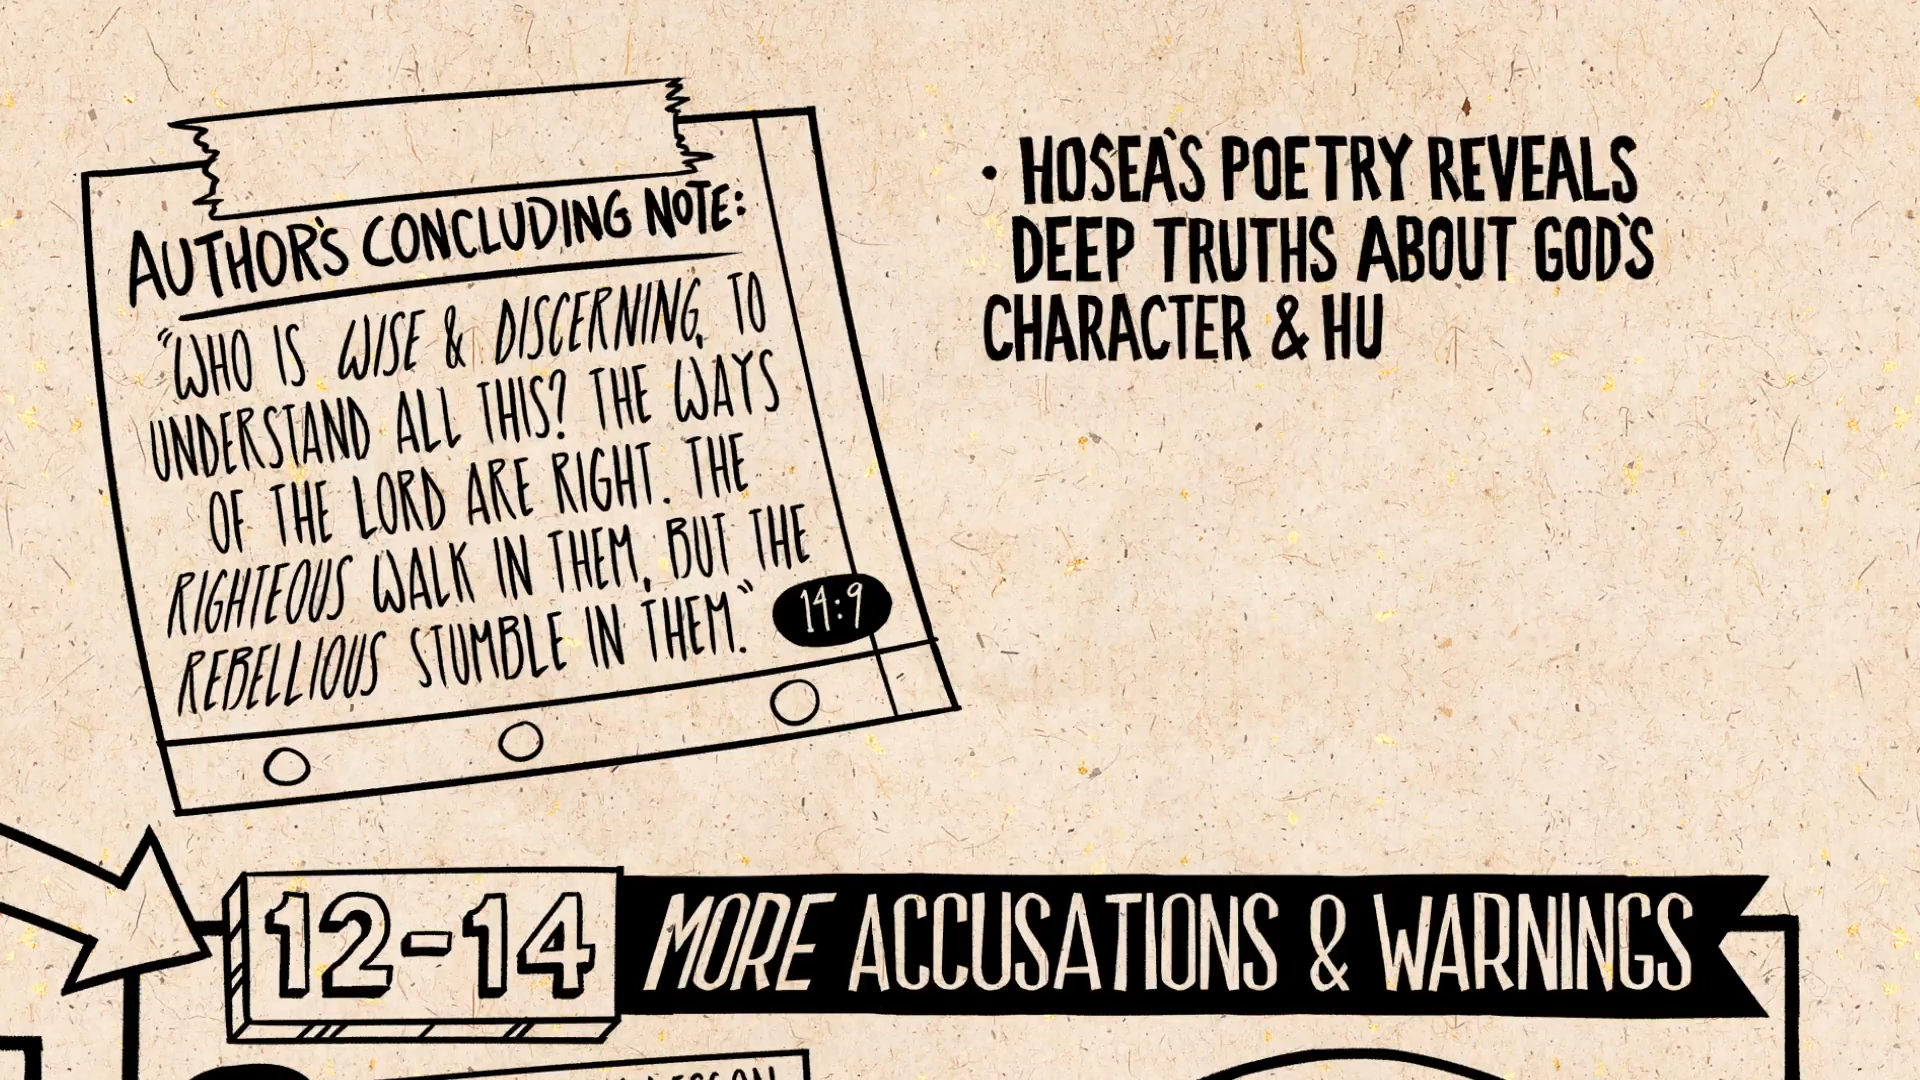 AUTHOR'S CONCLUDING NOTE:
"WHO IS WISE & DISCERNING, TO
UNDERSTAND ALL THIS? THE WAYS
OF THE LORD ARE RIGHT. THE
RIGHTEOUS WALK IN THEM, BUT THE
REBELLIOUS STUMBLE IN THEM."
14:9
• HOSEA'S POETRY REVEALS
DEEP TRUTHS ABOUT GOD'S
CHARACTER & HU
12-14
MORE ACCUSATIONS & WARNINGS